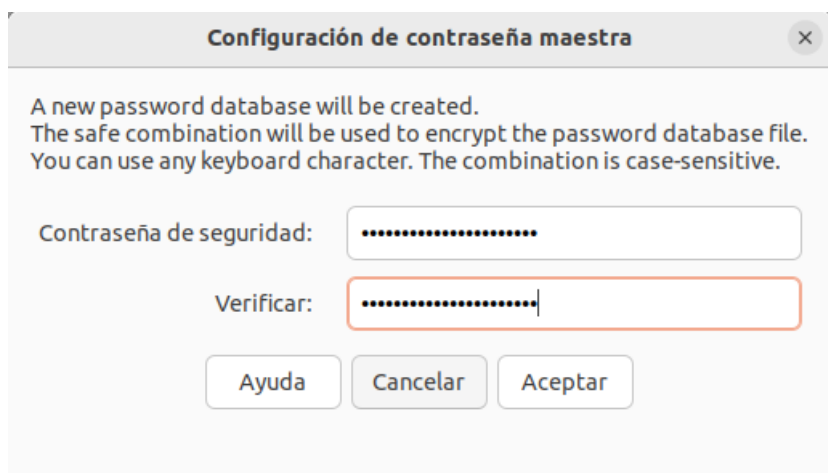 Configuración de contraseña maestra
A new password database will be created.
The safe combination will be used to encrypt the password database file.
You can use any keyboard character. The combination is case-sensitive.
Contraseña de seguridad: ••••••••••••••••••••••
Verificar: ••••••••••••••••••••••
Ayuda Cancelar Aceptar